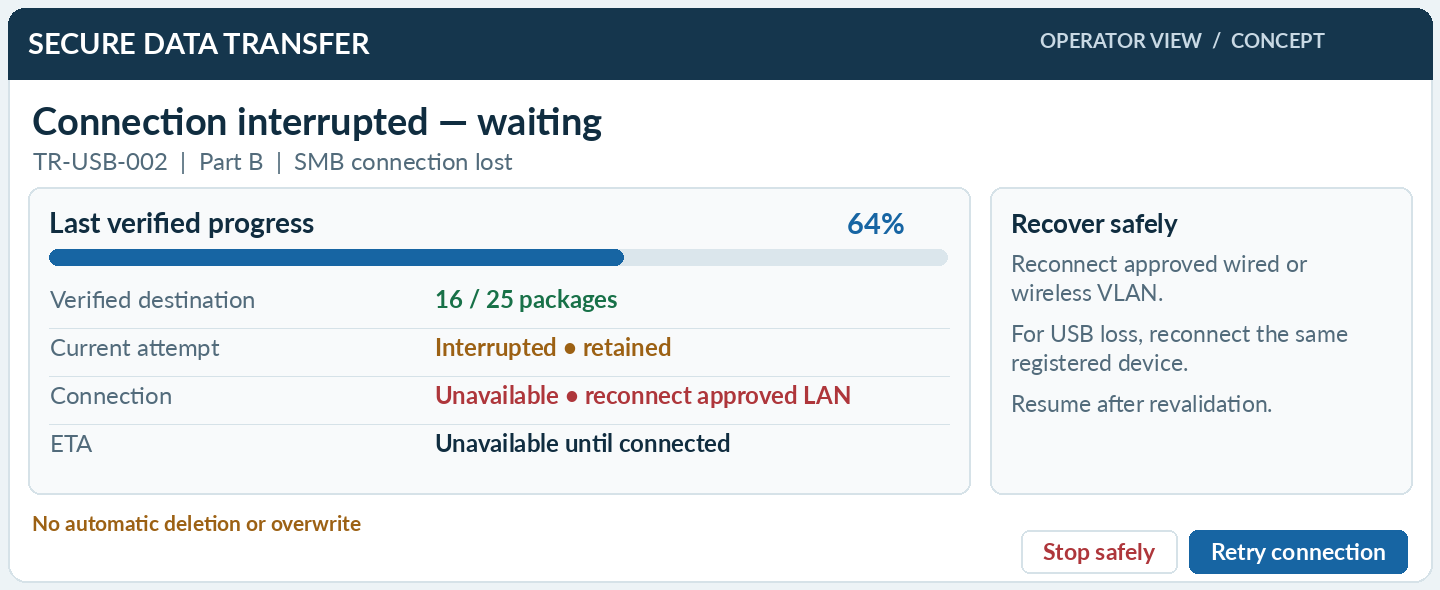 SECURE DATA TRANSFER
OPERATOR VIEW / CONCEPT
Connection interrupted — waiting
TR-USB-002 | Part B | SMB connection lost
Last verified progress
64%
Verified destination
16 / 25 packages
Current attempt
Interrupted • retained
Connection
Unavailable • reconnect approved LAN
ETA
Unavailable until connected
Recover safely
Reconnect approved wired or
wireless VLAN.
For USB loss, reconnect the same
registered device.
Resume after revalidation.
No automatic deletion or overwrite
Stop safely
Retry connection